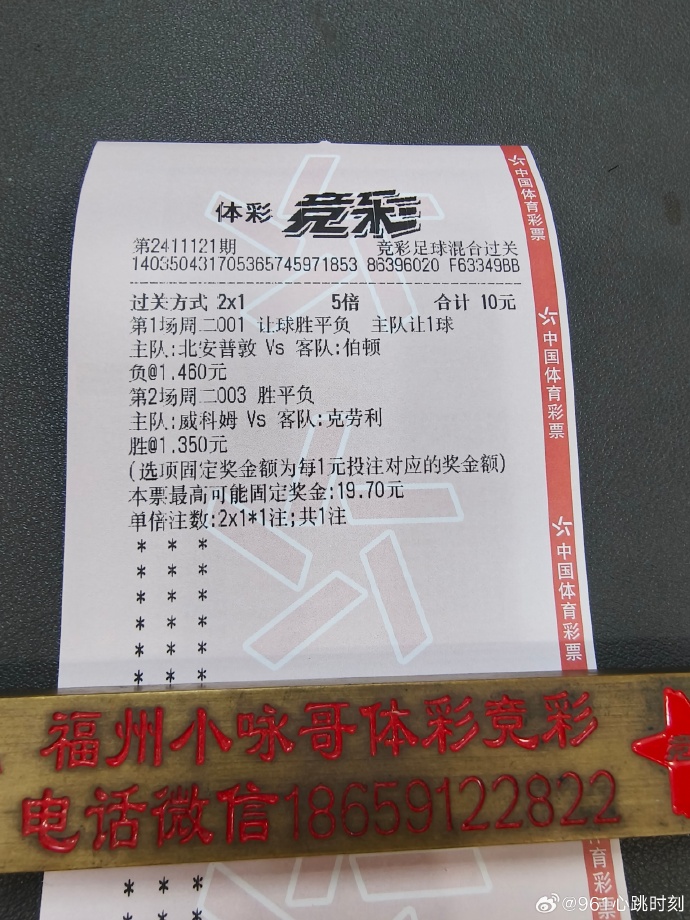 体彩 竞彩
第2411121期 竞彩足球混合过关
140350431705365745971853 86396020 F63349BB
过关方式 2x1 5倍 合计 10元
第1场周二001 让球胜平负 主队让1球
主队:北安普敦 Vs 客队:伯顿
负@1.460元
第2场周二003 胜平负
主队:威科姆 Vs 客队:克劳利
胜@1.350元
(选项固定奖金额为每1元投注对应的奖金额)
本票最高可能固定奖金:19.70元
单倍注数:2x1*1注;共1注
* * *
* * *
* * *
* * *
* * *
* * *
福州小咏哥体彩竞彩
电话微信18659122822
* * *
* * *
中国体育彩票
中国体育彩票
中国体育彩票
体育彩票
@961心跳时刻